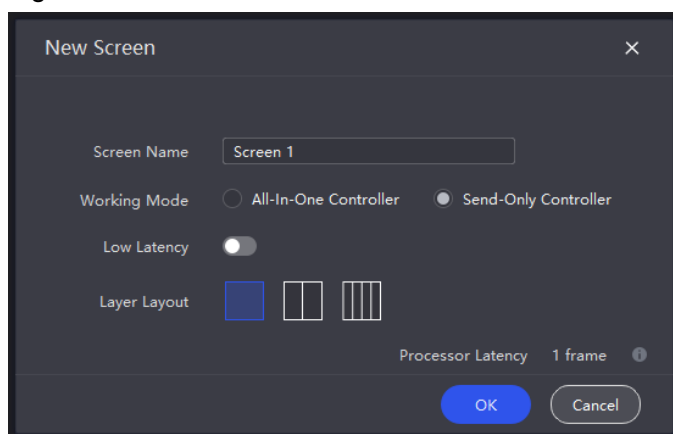 New Screen
Screen Name Screen 1
Working Mode All-In-One Controller Send-Only Controller
Low Latency
Layer Layout
Processor Latency 1 frame
OK Cancel